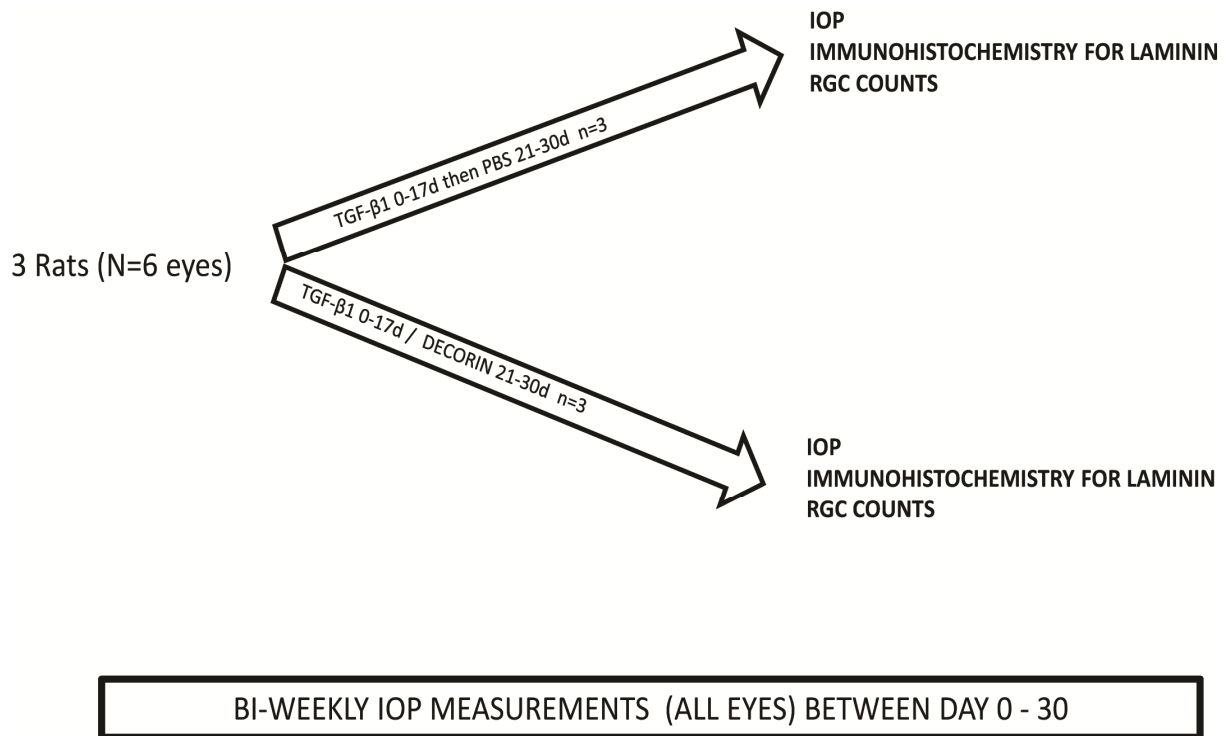 IOP
IMMUNOHISTOCHEMISTRY FOR LAMININ
RGC COUNTS
TGF-β1 0-17d then PBS 21-30d n=3
3 Rats (N=6 eyes)
TGF-β1 0-17d / DECORIN 21-30d n=3
IOP
IMMUNOHISTOCHEMISTRY FOR LAMININ
RGC COUNTS
BI-WEEKLY IOP MEASUREMENTS (ALL EYES) BETWEEN DAY 0 - 30